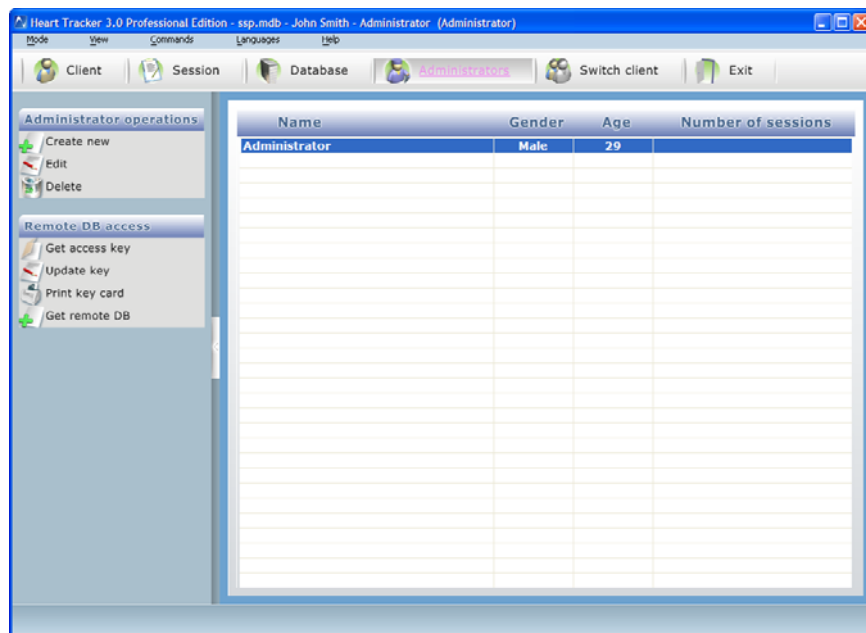 Heart Tracker 3.0 Professional Edition - ssp.mdb - John Smith - Administrator (Administrator)
Mode View Commands Languages Help
Client Session Database Administrators Switch client Exit
Administrator operations
Create new
Edit
Delete
Remote DB access
Get access key
Update key
Print key card
Get remote DB
Name Gender Age Number of sessions
Administrator Male 29